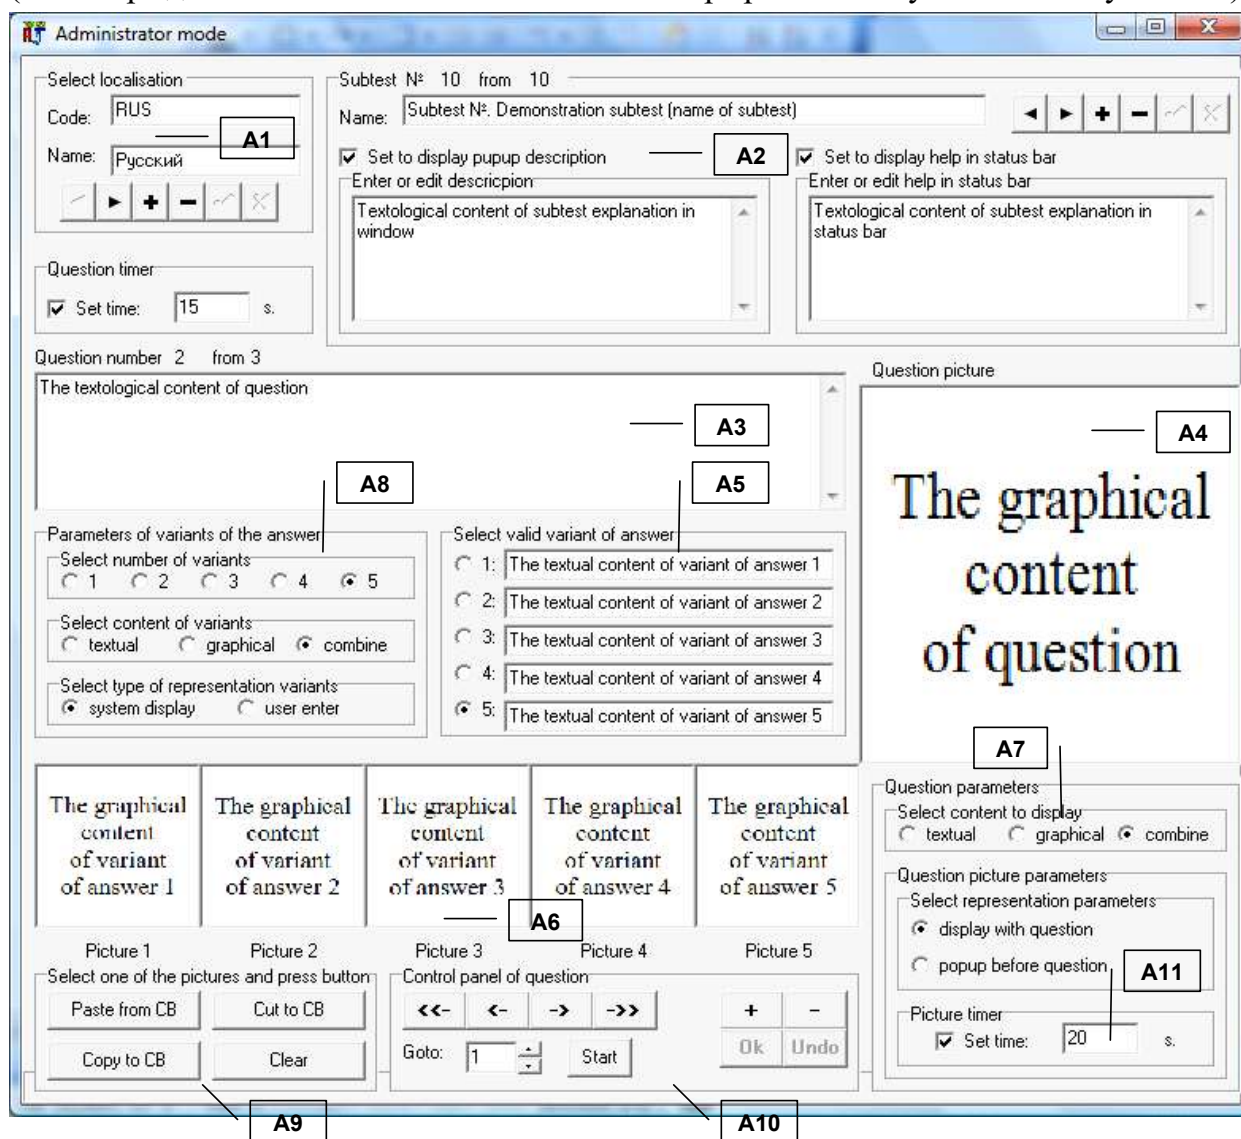 Administrator mode
Select localisation
Code: RUS
A1
Name: Русский
Subtest № 10 from 10
Name: Subtest №. Demonstration subtest (name of subtest)
Set to display pupup description
A2
Set to display help in status bar
Enter or edit descricpion
Enter or edit help in status bar
Textological content of subtest explanation in
window
Textological content of subtest explanation in
status bar
Question timer
Set time: 15 s.
Question number 2 from 3
The textological content of question
A3
Question picture
A4
The graphical
content
of question
A8
A5
Parameters of variants of the answer
Select number of variants
1 2 3 4 5
Select content of variants
textual graphical combine
Select type of representation variants
system display user enter
Select valid variant of answer
1: The textual content of variant of answer 1
2: The textual content of variant of answer 2
3: The textual content of variant of answer 3
4: The textual content of variant of answer 4
5: The textual content of variant of answer 5
A7
The graphical
content
of variant
of answer 1
The graphical
content
of variant
of answer 2
The graphical
content
of variant
of answer 3
The graphical
content
of variant
of answer 4
The graphical
content
of variant
of answer 5
A6
Picture 1 Picture 2 Picture 3 Picture 4 Picture 5
Question parameters
Select content to display
textual graphical combine
Question picture parameters
Select representation parameters
display with question
popup before question
A11
Picture timer
Set time: 20 s.
Select one of the pictures and press button
Paste from CB Cut to CB
Copy to CB Clear
A9
Control panel of question
<<- <- -> ->> + -
Goto: 1 Start Ok Undo
A10